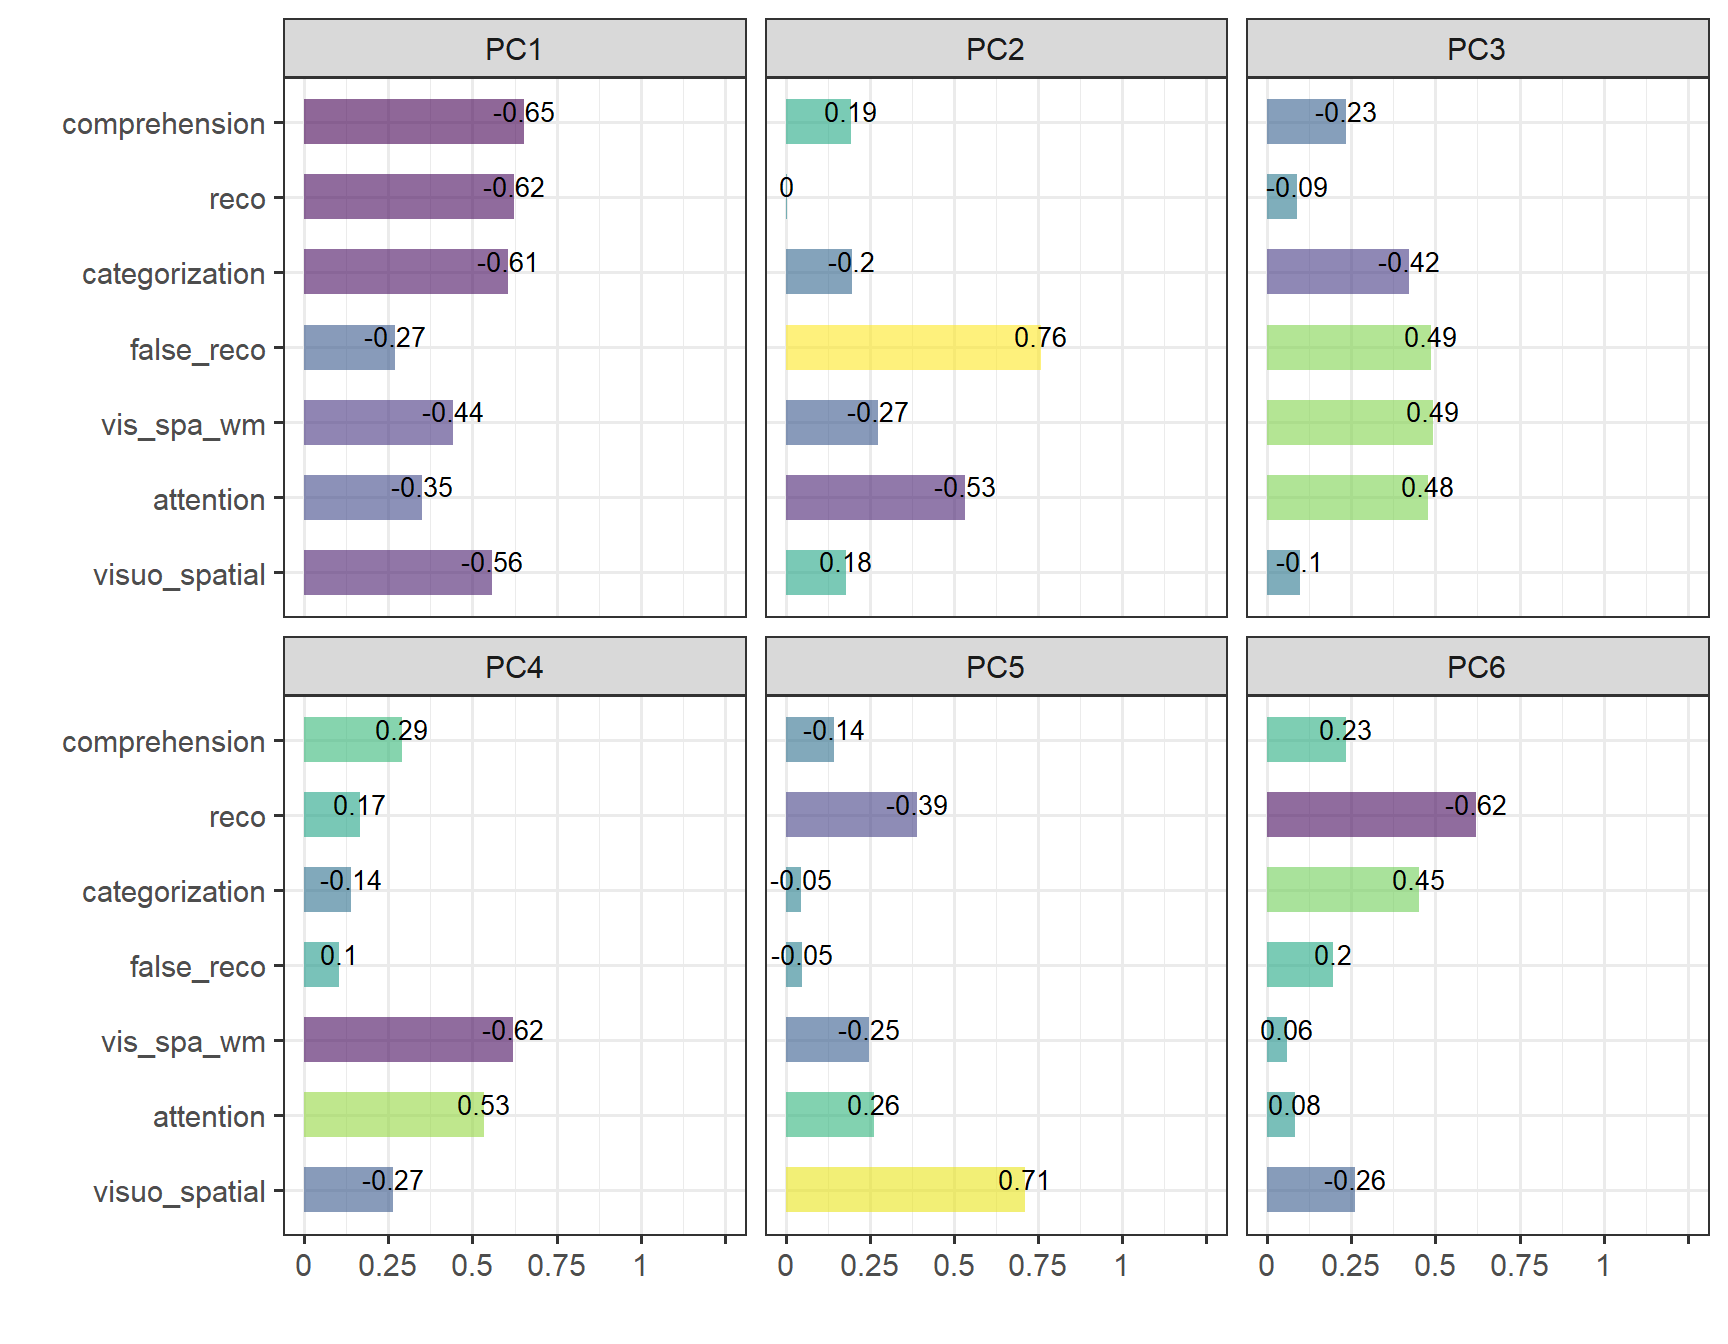 PC1 PC2 PC3
comprehension -0.65 0.19 -0.23
reco -0.62 0 -0.09
categorization -0.61 -0.2 -0.42
false_reco -0.27 0.76 0.49
vis_spa_wm -0.44 -0.27 0.49
attention -0.35 -0.53 0.48
visuo_spatial -0.56 0.18 -0.1
PC4 PC5 PC6
comprehension 0.29 -0.14 0.23
reco 0.17 -0.39 -0.62
categorization -0.14 -0.05 0.45
false_reco 0.1 -0.05 0.2
vis_spa_wm -0.62 -0.25 0.06
attention 0.53 0.26 0.08
visuo_spatial -0.27 0.71 -0.26
0 0.25 0.5 0.75 1 0 0.25 0.5 0.75 1 0 0.25 0.5 0.75 1